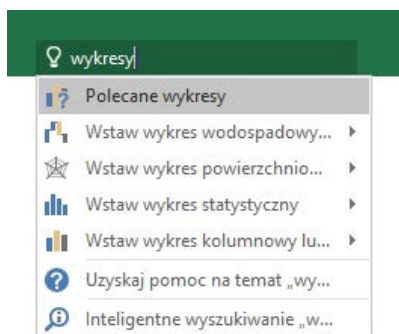 wykresy
Polecane wykresy
Wstaw wykres wodospadowy...
Wstaw wykres powierzchnio...
Wstaw wykres statystyczny
Wstaw wykres kolumnowy lu...
Uzyskaj pomoc na temat „wy...
Inteligentne wyszukiwanie „w...